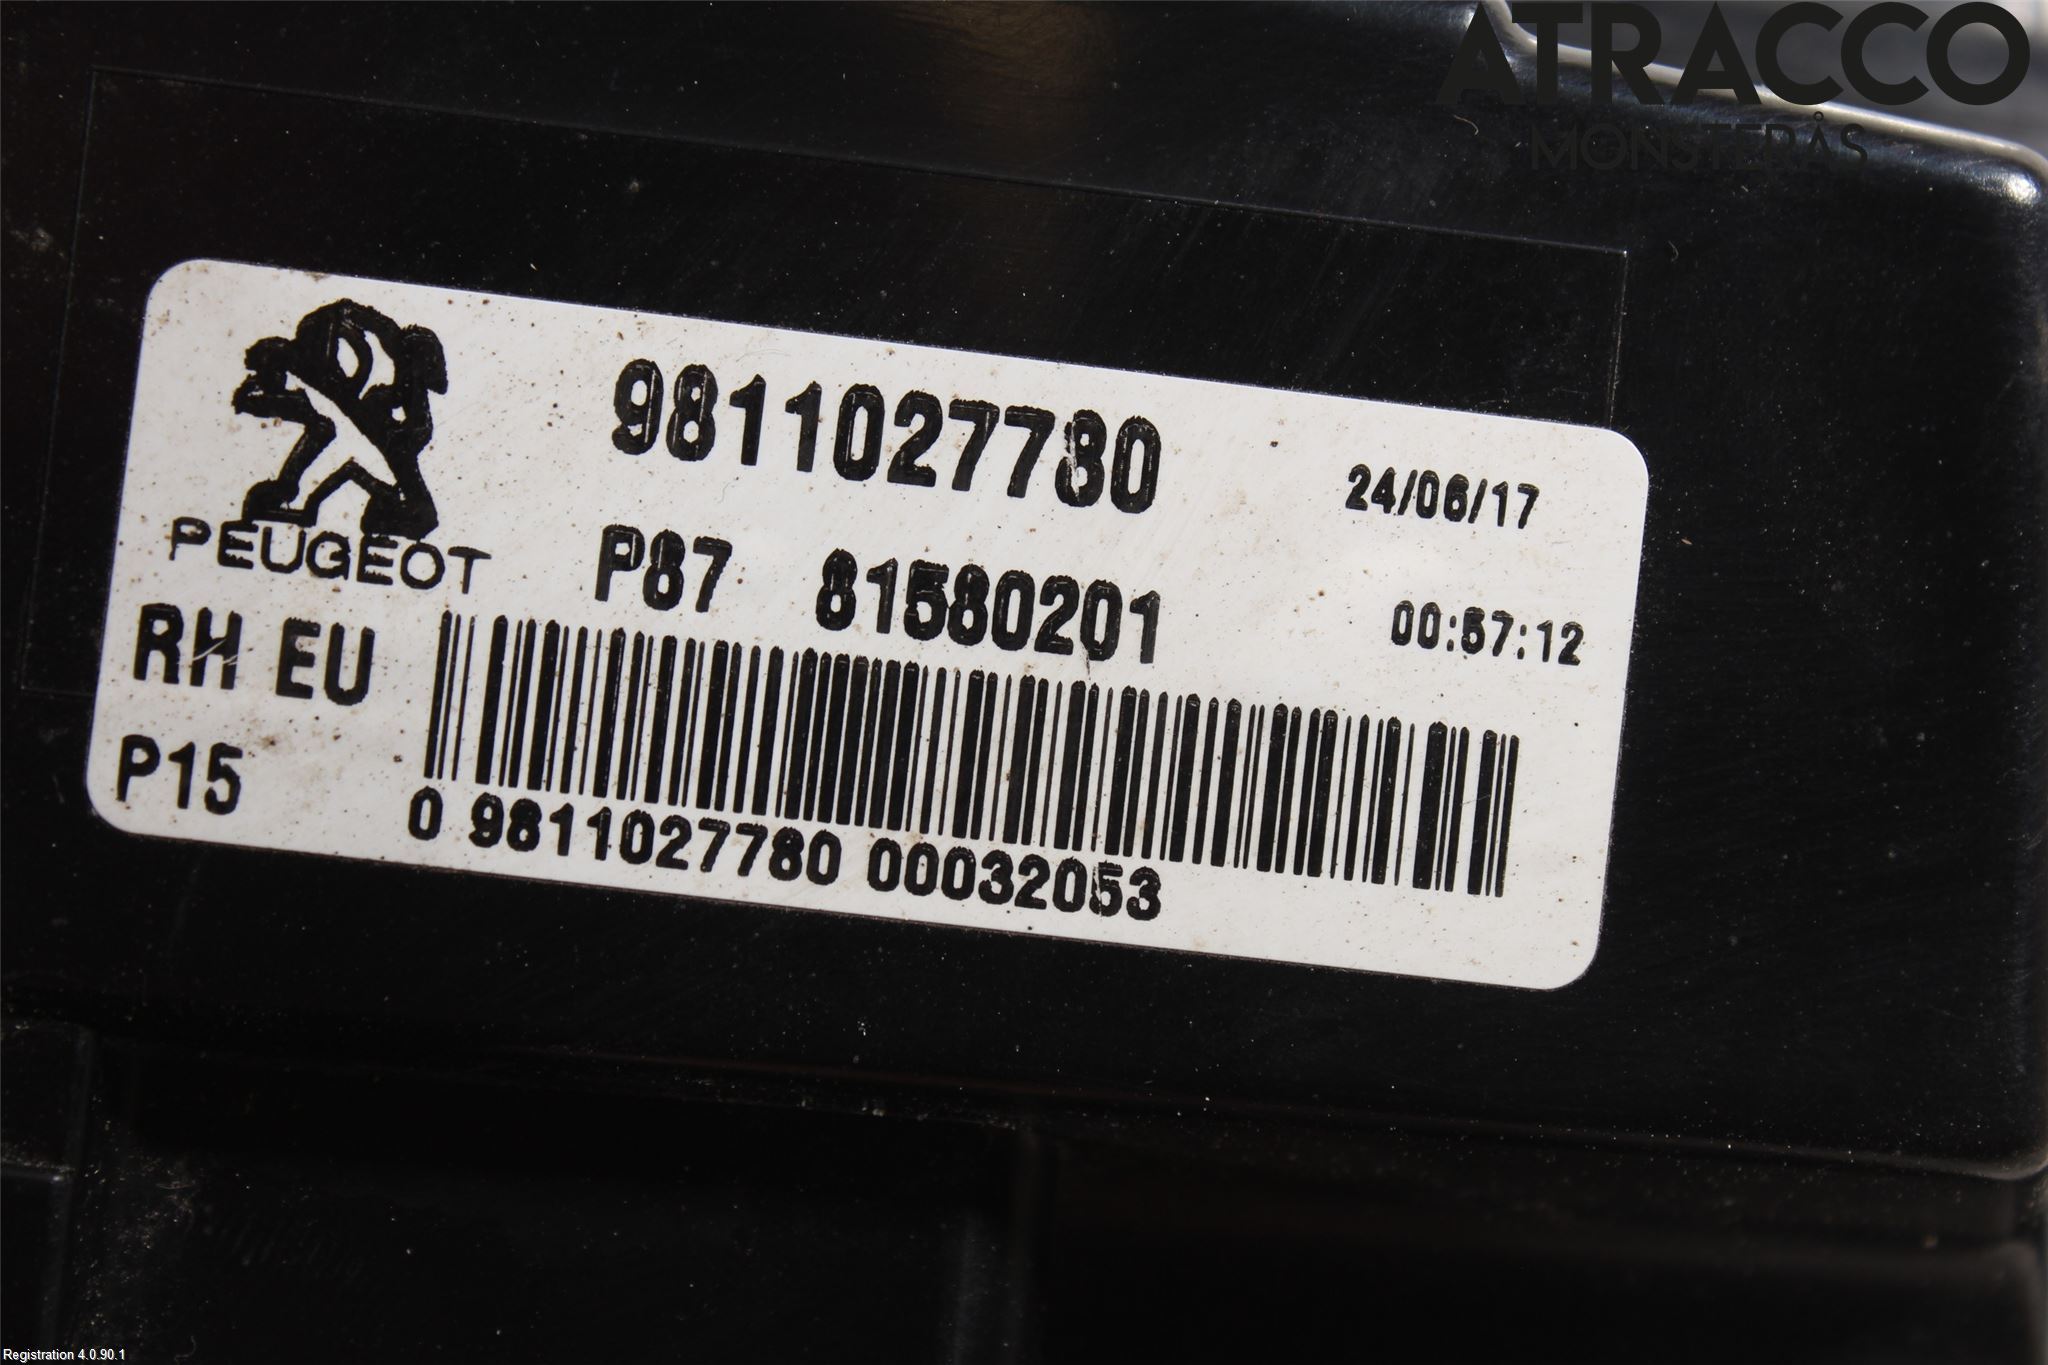 ATRACCO
MÖNSTERÅS
9811027780
24/06/17
PEUGEOT
P87 81580201
00:57:12
RH EU
P15
0 9811027780 00032053
Registration 4.0.90.1